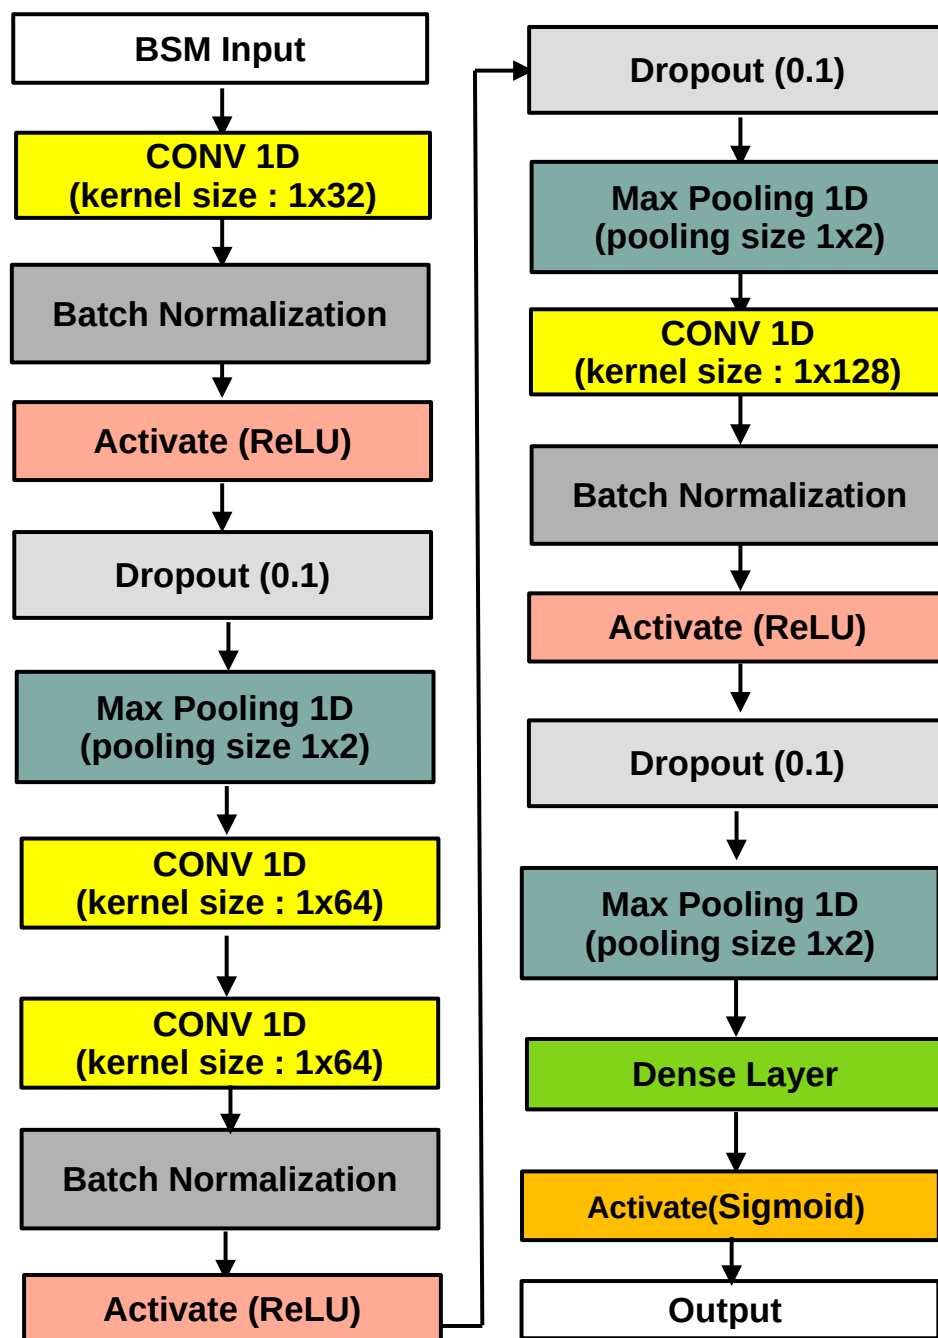 BSM Input
CONV 1D
(kernel size : 1x32)
Batch Normalization
Activate (ReLU)
Dropout (0.1)
Max Pooling 1D
(pooling size 1x2)
CONV 1D
(kernel size : 1x64)
CONV 1D
(kernel size : 1x64)
Batch Normalization
Activate (ReLU)
Dropout (0.1)
Max Pooling 1D
(pooling size 1x2)
CONV 1D
(kernel size : 1x128)
Batch Normalization
Activate (ReLU)
Dropout (0.1)
Max Pooling 1D
(pooling size 1x2)
Dense Layer
Activate(Sigmoid)
Output